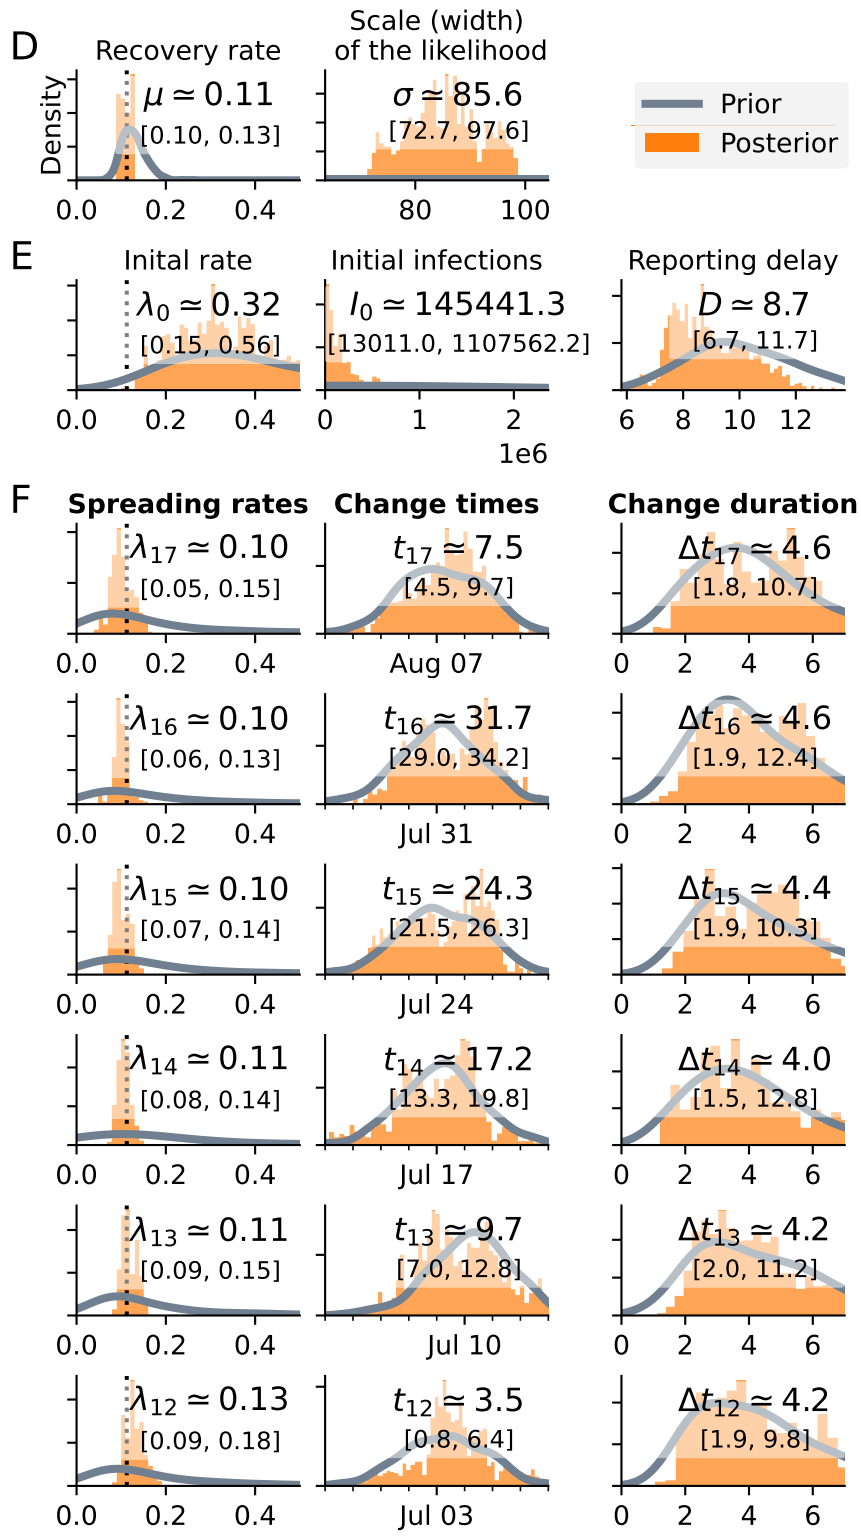 D
Recovery rate
Scale (width)
of the likelihood
Density
μ ≃ 0.11
[0.10, 0.13]
0.0 0.2 0.4
σ ≃ 85.6
[72.7, 97.6]
80 100
Prior
Posterior
E
Inital rate
Initial infections
Reporting delay
λ0 ≃ 0.32
[0.15, 0.56]
0.0 0.2 0.4
I0 ≃ 145441.3
[13011.0, 1107562.2]
0 1 2
1e6
D ≃ 8.7
[6.7, 11.7]
6 8 10 12
F
Spreading rates
Change times
Change duration
λ17 ≃ 0.10
[0.05, 0.15]
0.0 0.2 0.4
t17 ≃ 7.5
[4.5, 9.7]
Aug 07
Δt17 ≃ 4.6
[1.8, 10.7]
0 2 4 6
λ16 ≃ 0.10
[0.06, 0.13]
0.0 0.2 0.4
t16 ≃ 31.7
[29.0, 34.2]
Jul 31
Δt16 ≃ 4.6
[1.9, 12.4]
0 2 4 6
λ15 ≃ 0.10
[0.07, 0.14]
0.0 0.2 0.4
t15 ≃ 24.3
[21.5, 26.3]
Jul 24
Δt15 ≃ 4.4
[1.9, 10.3]
0 2 4 6
λ14 ≃ 0.11
[0.08, 0.14]
0.0 0.2 0.4
t14 ≃ 17.2
[13.3, 19.8]
Jul 17
Δt14 ≃ 4.0
[1.5, 12.8]
0 2 4 6
λ13 ≃ 0.11
[0.09, 0.15]
0.0 0.2 0.4
t13 ≃ 9.7
[7.0, 12.8]
Jul 10
Δt13 ≃ 4.2
[2.0, 11.2]
0 2 4 6
λ12 ≃ 0.13
[0.09, 0.18]
0.0 0.2 0.4
t12 ≃ 3.5
[0.8, 6.4]
Jul 03
Δt12 ≃ 4.2
[1.9, 9.8]
0 2 4 6